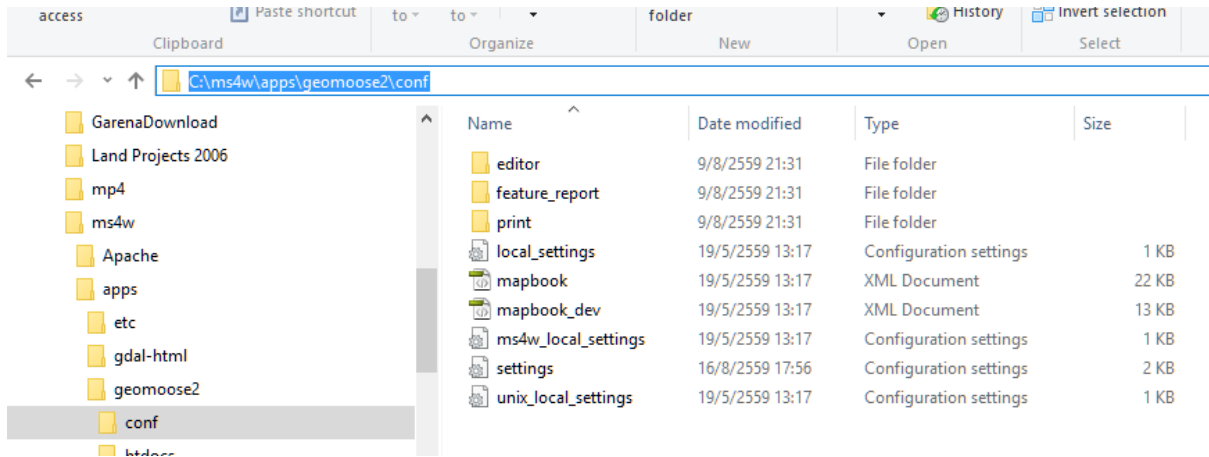 access Paste shortcut to to folder History Invert selection
Clipboard Organize New Open Select
C:\ms4w\apps\geomoose2\conf
GarenaDownload
Land Projects 2006
mp4
ms4w
Apache
apps
etc
gdal-html
geomoose2
conf
htdocs
Name Date modified Type Size
editor 9/8/2559 21:31 File folder
feature_report 9/8/2559 21:31 File folder
print 9/8/2559 21:31 File folder
local_settings 19/5/2559 13:17 Configuration settings 1 KB
mapbook 19/5/2559 13:17 XML Document 22 KB
mapbook_dev 19/5/2559 13:17 XML Document 13 KB
ms4w_local_settings 19/5/2559 13:17 Configuration settings 1 KB
settings 16/8/2559 17:56 Configuration settings 2 KB
unix_local_settings 19/5/2559 13:17 Configuration settings 1 KB